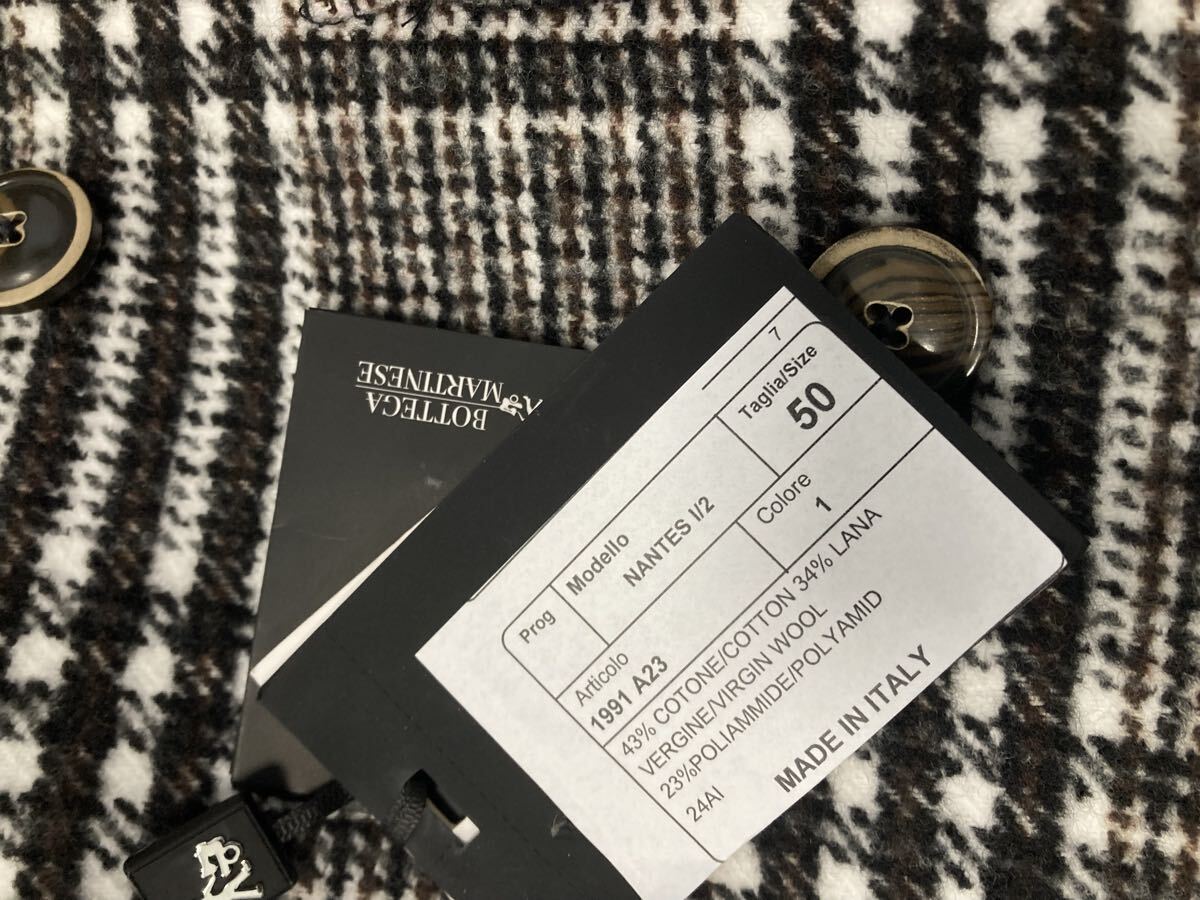 BOTTEGA
MARTINESE
7
Prog
Modello
NANTES I/2
Taglia/Size
50
Articolo
1991 A23
Colore
1
43% COTONE/COTTON 34% LANA
VERGINE/VIRGIN WOOL
23%POLIAMMIDE/POLYAMID
24AI
MADE IN ITALY